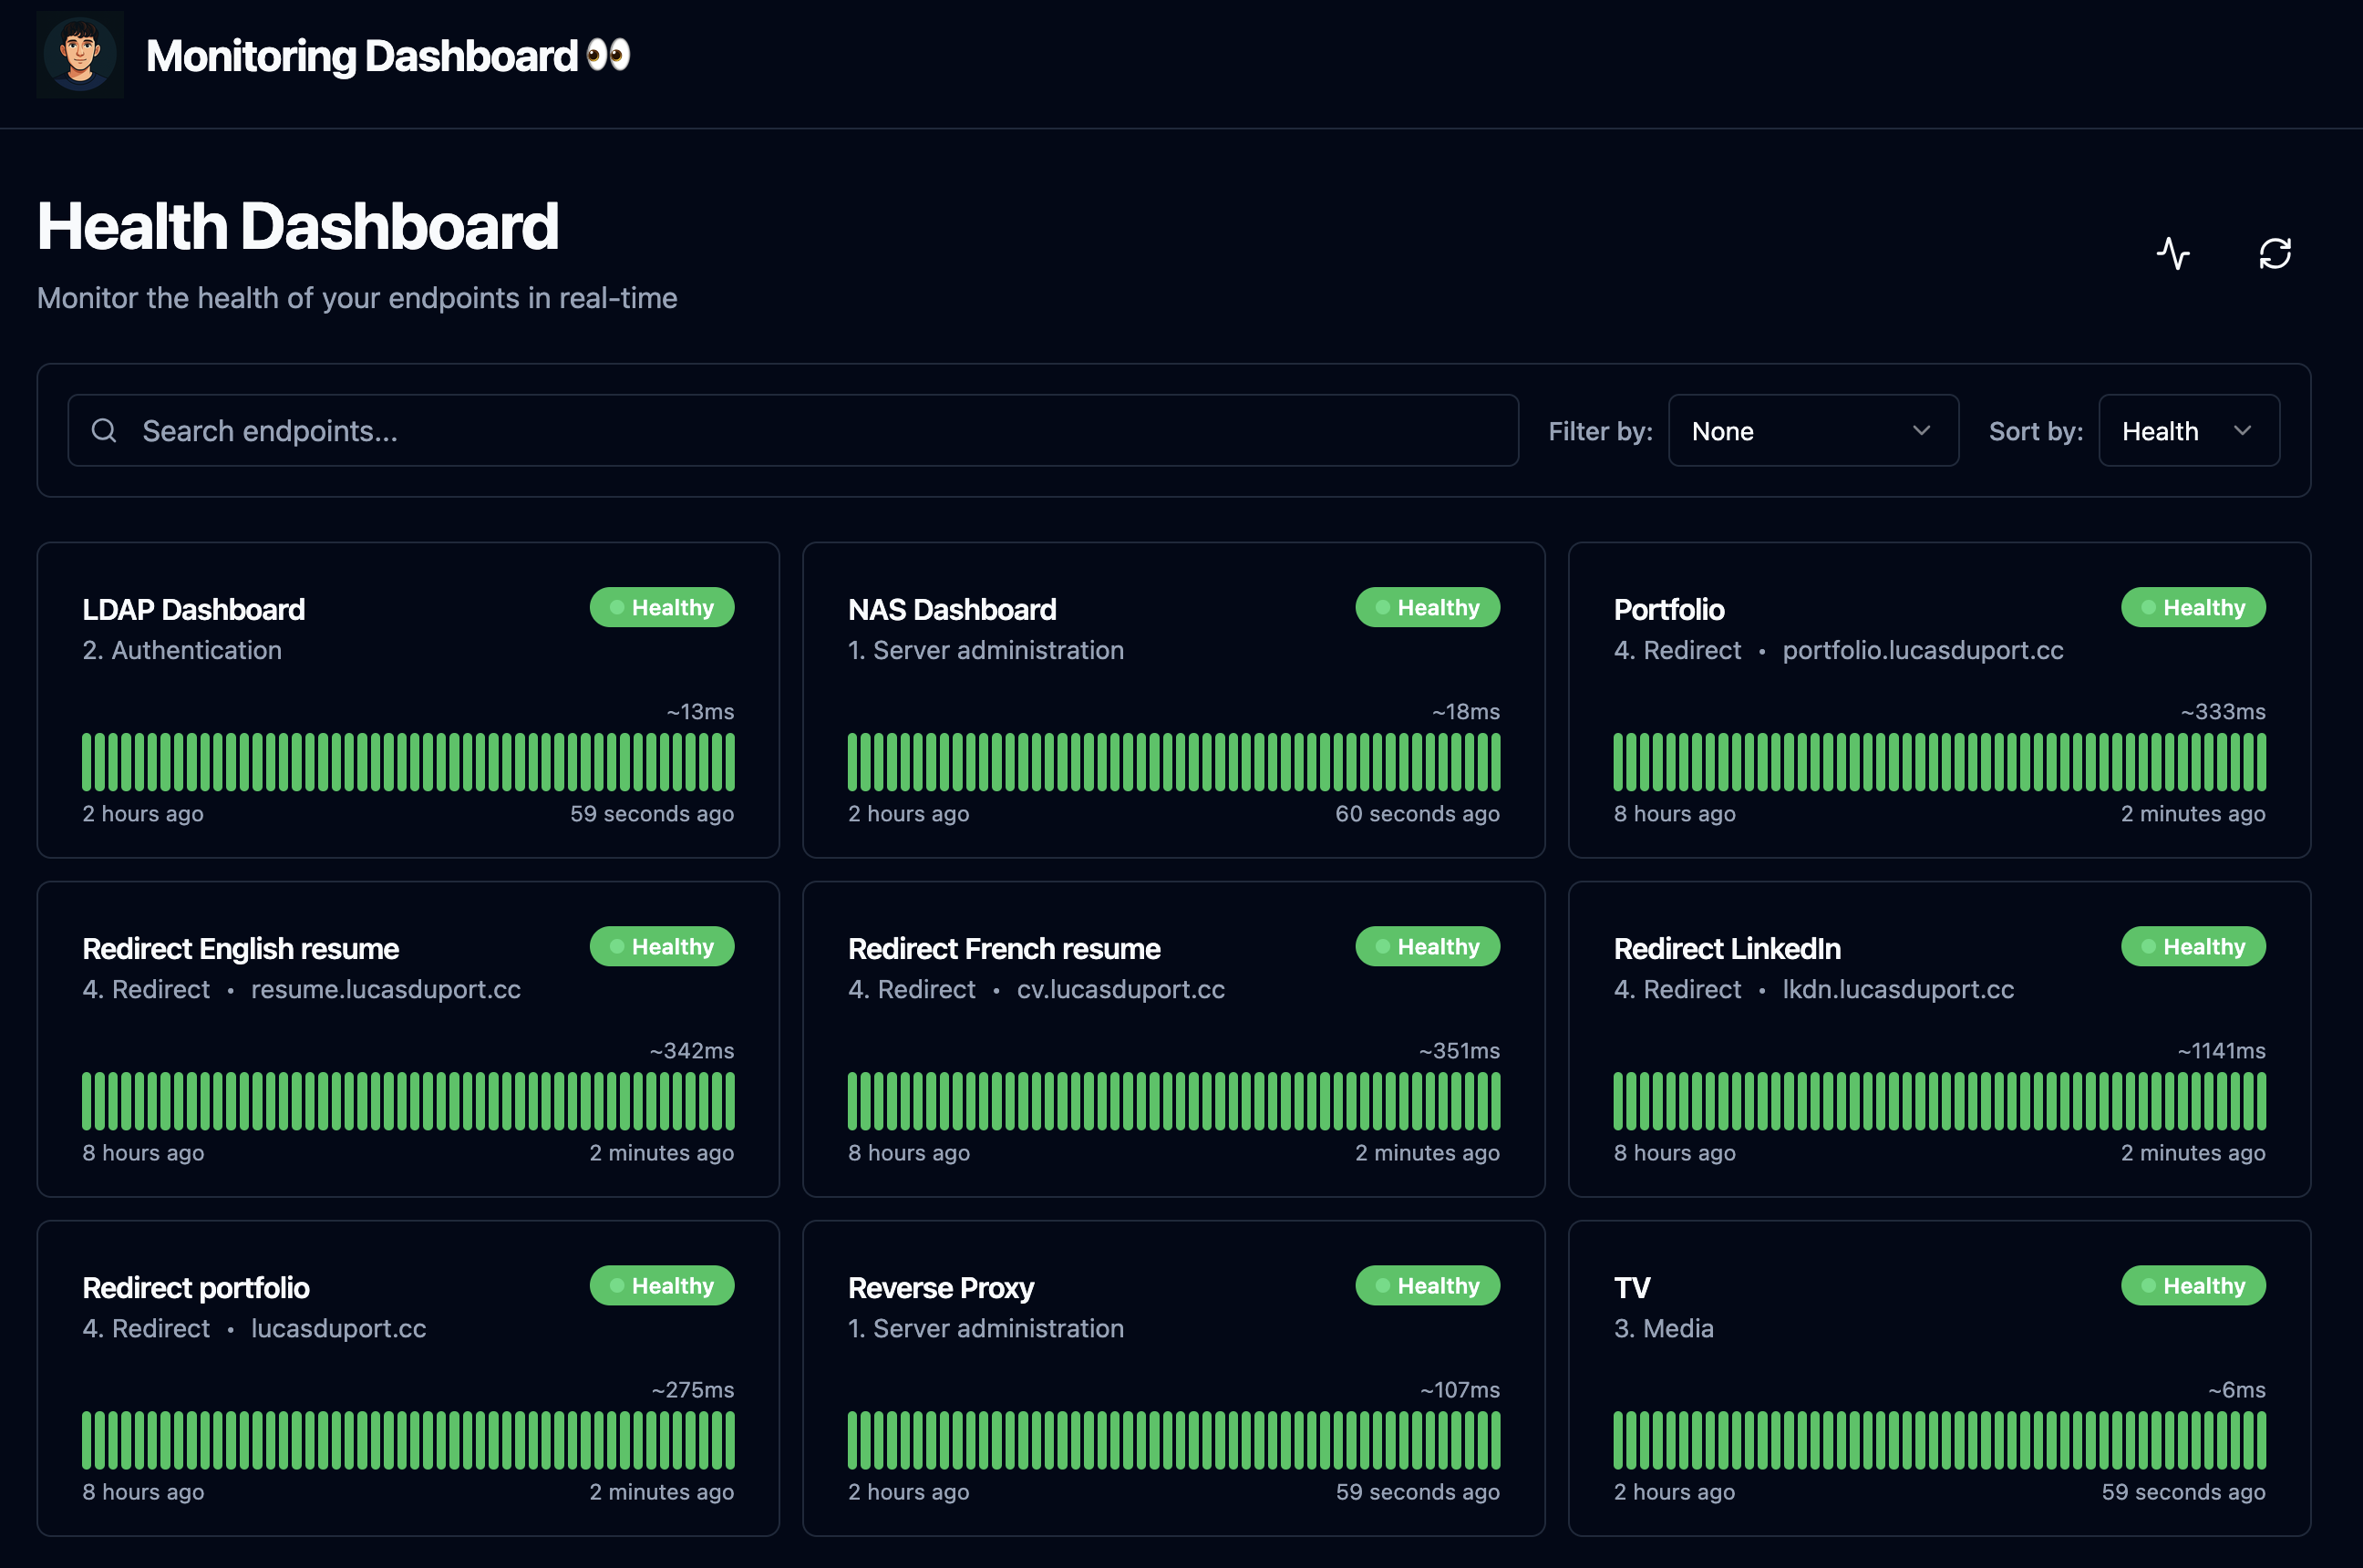 Monitoring Dashboard 👀
Health Dashboard
Monitor the health of your endpoints in real-time
Search endpoints...
Filter by:
None
Sort by:
Health
LDAP Dashboard
Healthy
2. Authentication
~13ms
2 hours ago
59 seconds ago
NAS Dashboard
Healthy
1. Server administration
~18ms
2 hours ago
60 seconds ago
Portfolio
Healthy
4. Redirect • portfolio.lucasduport.cc
~333ms
8 hours ago
2 minutes ago
Redirect English resume
Healthy
4. Redirect • resume.lucasduport.cc
~342ms
8 hours ago
2 minutes ago
Redirect French resume
Healthy
4. Redirect • cv.lucasduport.cc
~351ms
8 hours ago
2 minutes ago
Redirect LinkedIn
Healthy
4. Redirect • lkdn.lucasduport.cc
~1141ms
8 hours ago
2 minutes ago
Redirect portfolio
Healthy
4. Redirect • lucasduport.cc
~275ms
8 hours ago
2 minutes ago
Reverse Proxy
Healthy
1. Server administration
~107ms
2 hours ago
59 seconds ago
TV
Healthy
3. Media
~6ms
2 hours ago
59 seconds ago